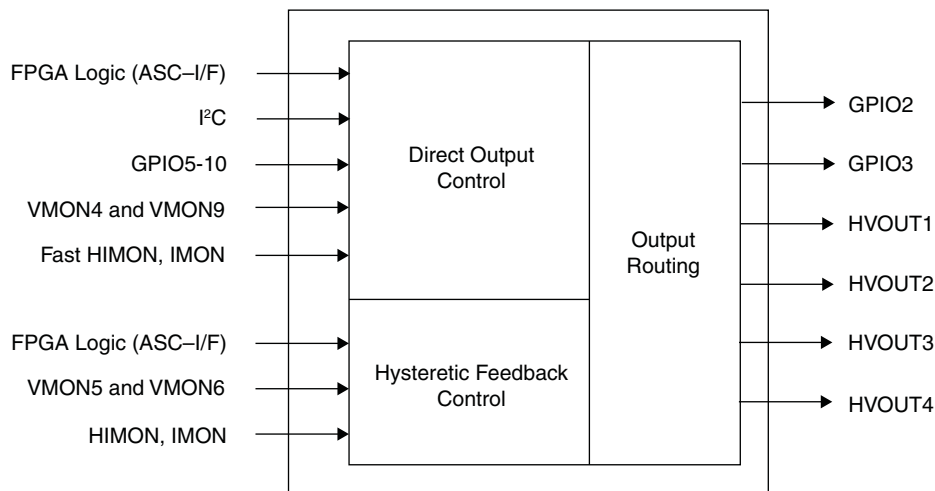 FPGA Logic (ASC–I/F)
I²C
GPIO5-10
VMON4 and VMON9
Fast HIMON, IMON
FPGA Logic (ASC–I/F)
VMON5 and VMON6
HIMON, IMON
Direct Output
Control
Hysteretic Feedback
Control
Output
Routing
GPIO2
GPIO3
HVOUT1
HVOUT2
HVOUT3
HVOUT4